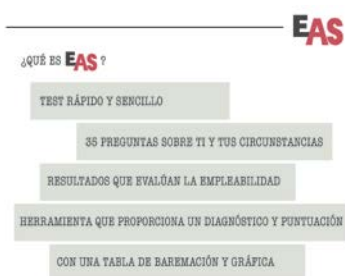 EAS
¿QUÉ ES EAS ?
TEST RÁPIDO Y SENCILLO
35 PREGUNTAS SOBRE TI Y TUS CIRCUNSTANCIAS
RESULTADOS QUE EVALÚAN LA EMPLEABILIDAD
HERRAMIENTA QUE PROPORCIONA UN DIAGNÓSTICO Y PUNTUACIÓN
CON UNA TABLA DE BAREMACIÓN Y GRÁFICA